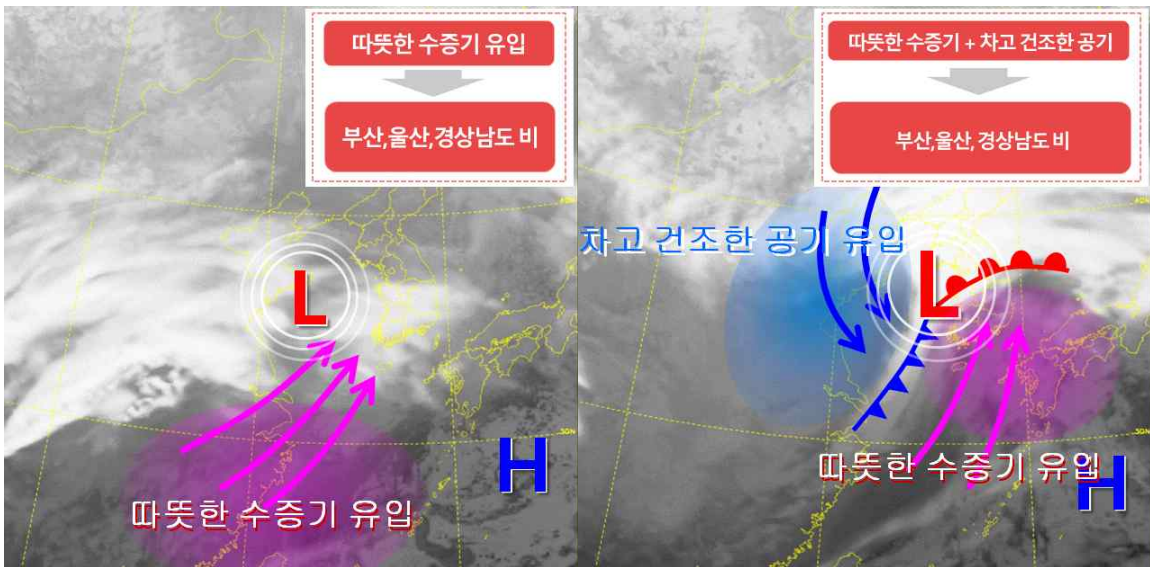 따뜻한 수증기 유입
부산,울산,경상남도 비
L
H
따뜻한 수증기 유입
따뜻한 수증기 + 차고 건조한 공기
부산,울산,경상남도 비
차고 건조한 공기 유입
L
30N
따뜻한 수증기 유입
H